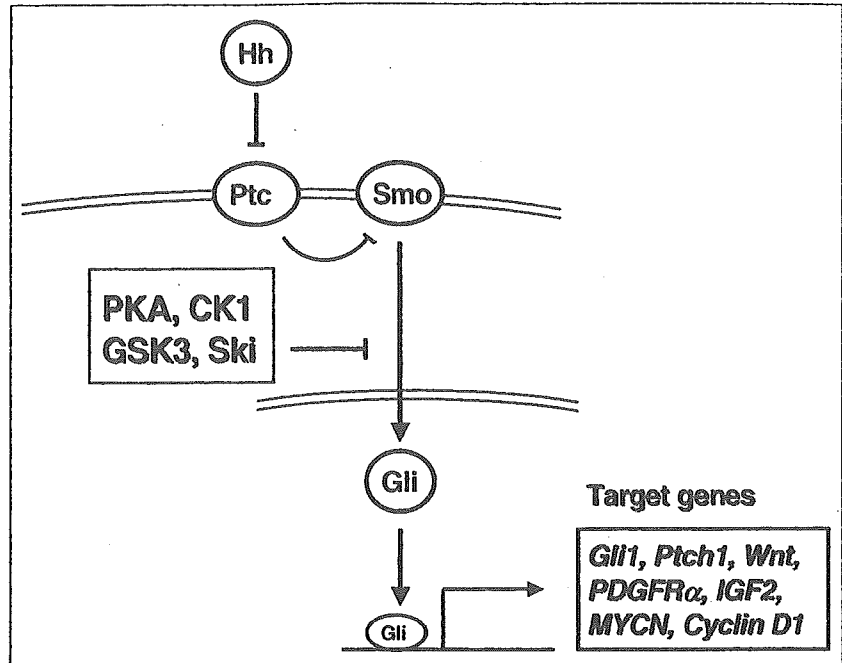 Hh
Ptc
Smo
PKA, CK1
GSK3, Ski
Gli
Target genes
Gli1, Ptch1, Wnt,
PDGFRα, IGF2,
MYCN, Cyclin D1
Gli